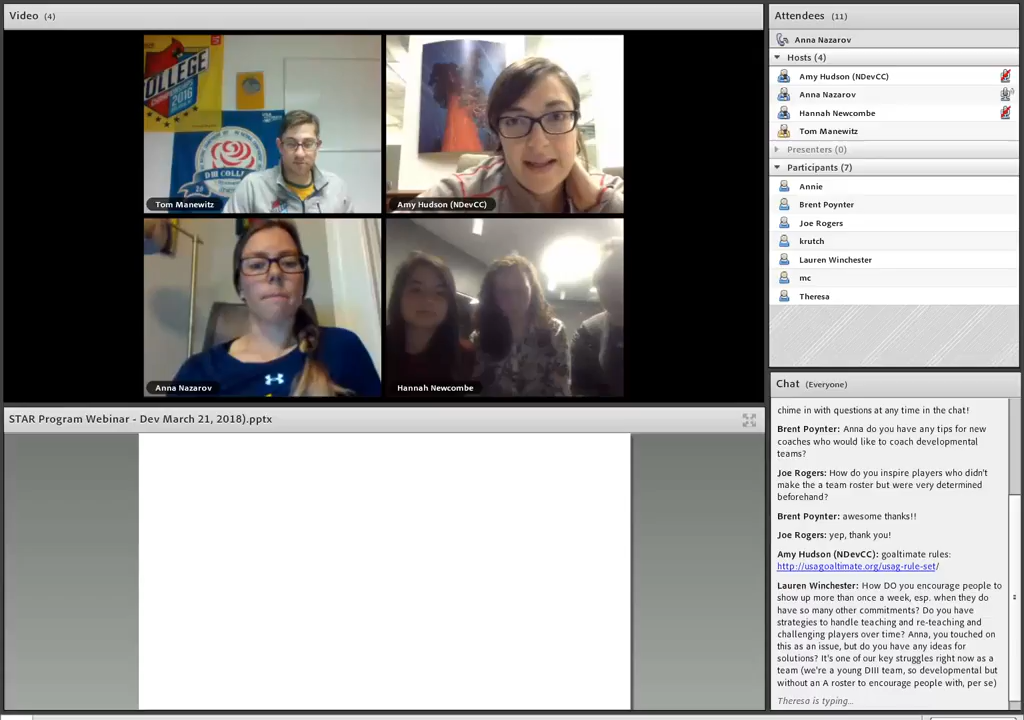 Video (4)
COLLEGE
CHAMPIONSHIPS
2016
DIII COLLEGE
Tom Manewitz
Amy Hudson (NDevCC)
Anna Nazarov
Hannah Newcombe
STAR Program Webinar - Dev March 21, 2018).pptx
Attendees (11)
Anna Nazarov
Hosts (4)
Amy Hudson (NDevCC)
Anna Nazarov
Hannah Newcombe
Tom Manewitz
Presenters (0)
Participants (7)
Annie
Brent Poynter
Joe Rogers
krutch
Lauren Winchester
mc
Theresa
Chat (Everyone)
chime in with questions at any time in the chat!
Brent Poynter: Anna do you have any tips for new
coaches who would like to coach developmental
teams?
Joe Rogers: How do you inspire players who didn't
make the a team roster but were very determined
beforehand?
Brent Poynter: awesome thanks!!
Joe Rogers: yep, thank you!
Amy Hudson (NDevCC): goaltimate rules:
http://usagoaltimate.org/usag-rule-set/
Lauren Winchester: How DO you encourage people to
show up more than once a week, esp. when they do
have so many other commitments? Do you have
strategies to handle teaching and re-teaching and
challenging players over time? Anna, you touched on
this as an issue, but do you have any ideas for
solutions? It's one of our key struggles right now as a
team (we're a young DIII team, so developmental but
without an A roster to encourage people with, per se)
Theresa is typing...